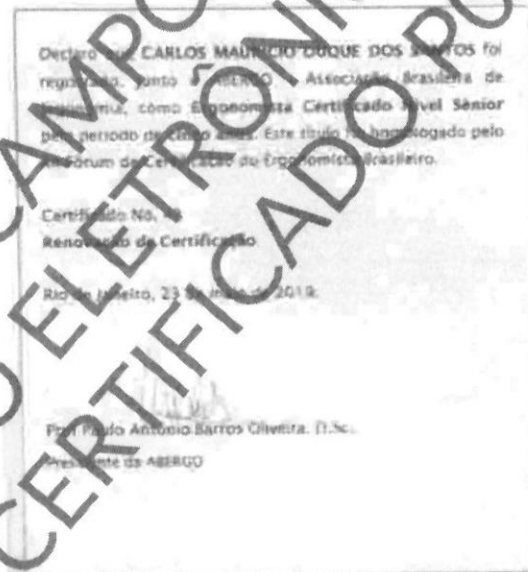 Declaro que CARLOS MAURICIO DUQUE DOS SANTOS foi
registrado, junto à ABERGO - Associação Brasileira de
Ergonomia, como Ergonomista Certificado Nível Sênior
pelo período de cinco anos. Este título foi homologado pelo
Fórum de Certificação do Ergonomista Brasileiro.
Certificado No.
Renovação de Certificação
Rio de Janeiro, 23 de maio de
Prof Paulo Antonio Barros Oliveira. D.Sc.
Presidente da ABERGO
CAMPO
ELETRONI
CERTIFICADO PO